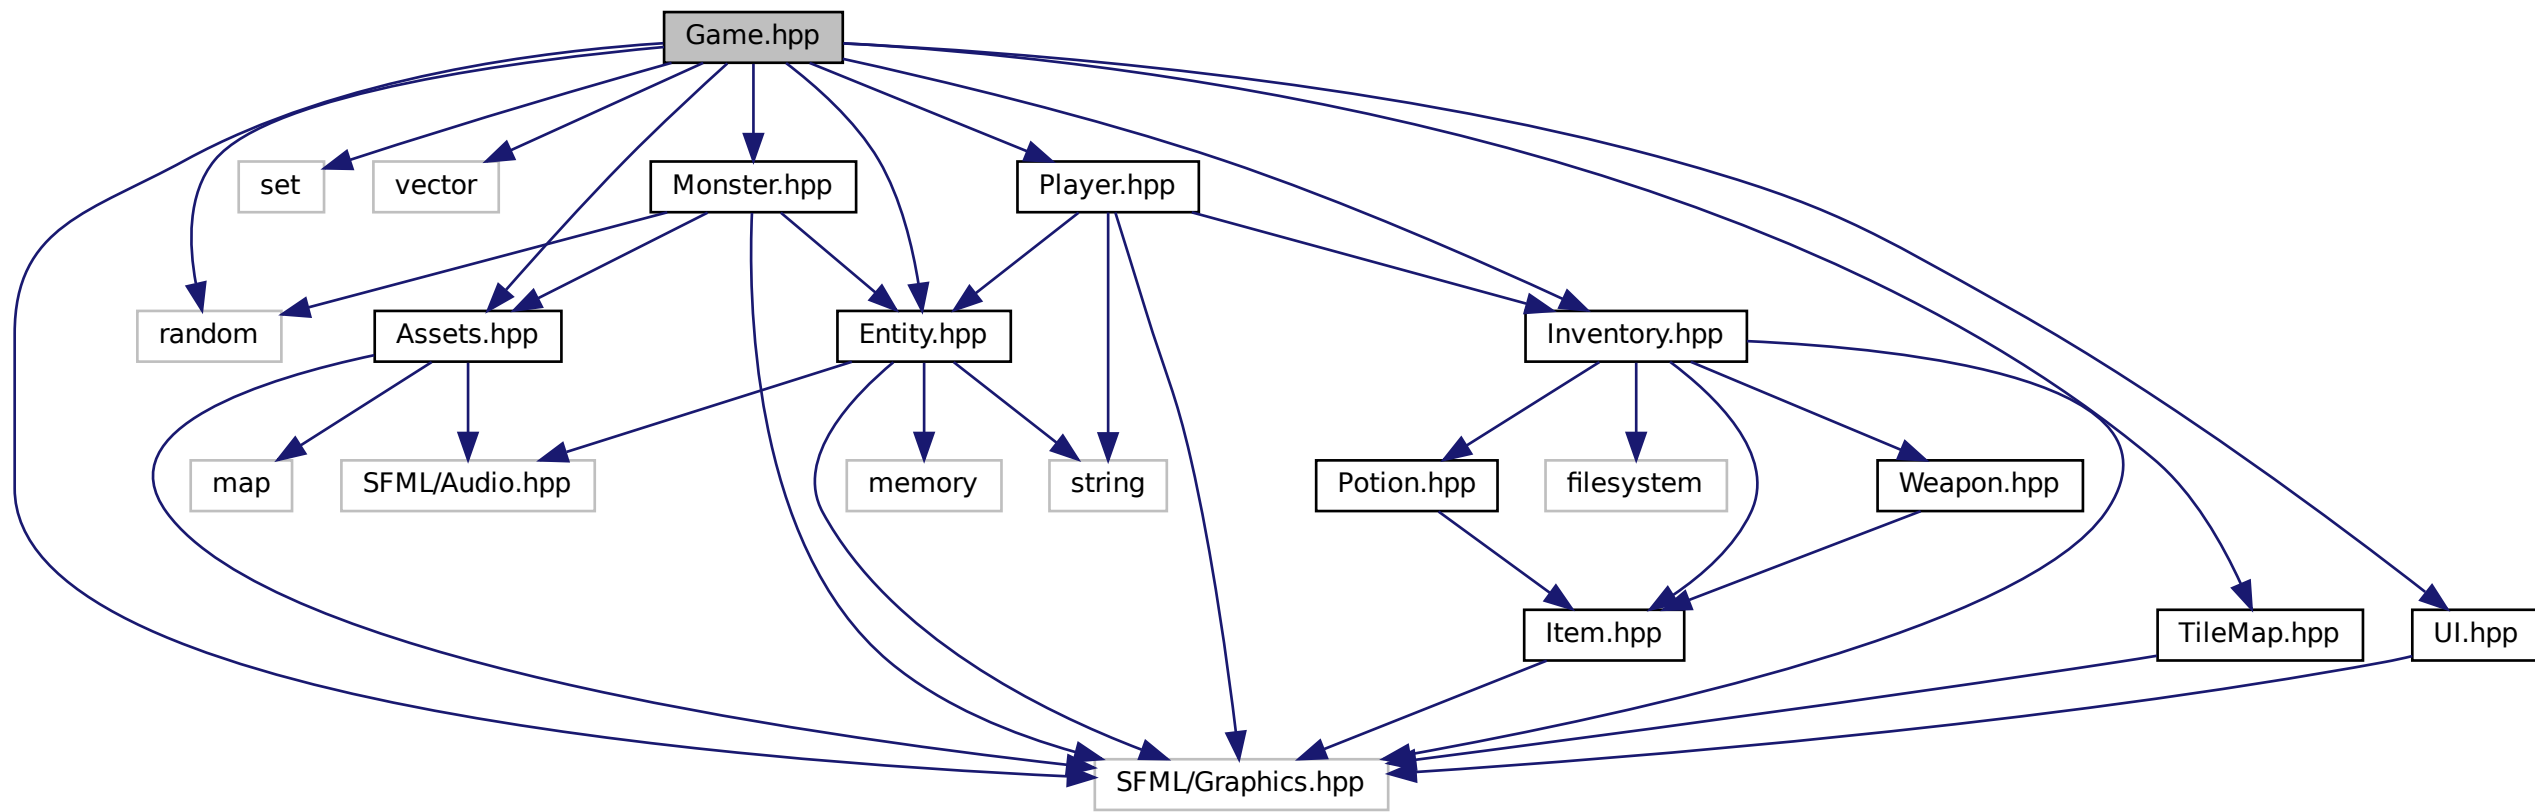 Game.hpp
set
vector
Monster.hpp
Player.hpp
random
Assets.hpp
Entity.hpp
Inventory.hpp
map
SFML/Audio.hpp
memory
string
Potion.hpp
filesystem
Weapon.hpp
Item.hpp
TileMap.hpp
UI.hpp
SFML/Graphics.hpp